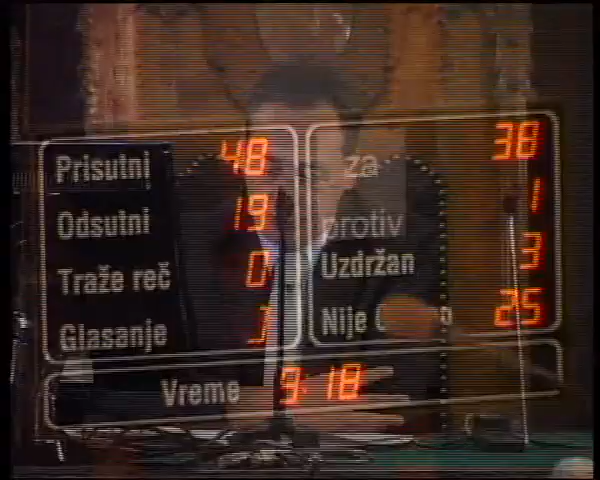 Prisutni 48
Odsutni 19
Traže reč 0
Glasanje
za 38
protiv 1
Uzdržan 3
Nije 25
Vreme 9:18